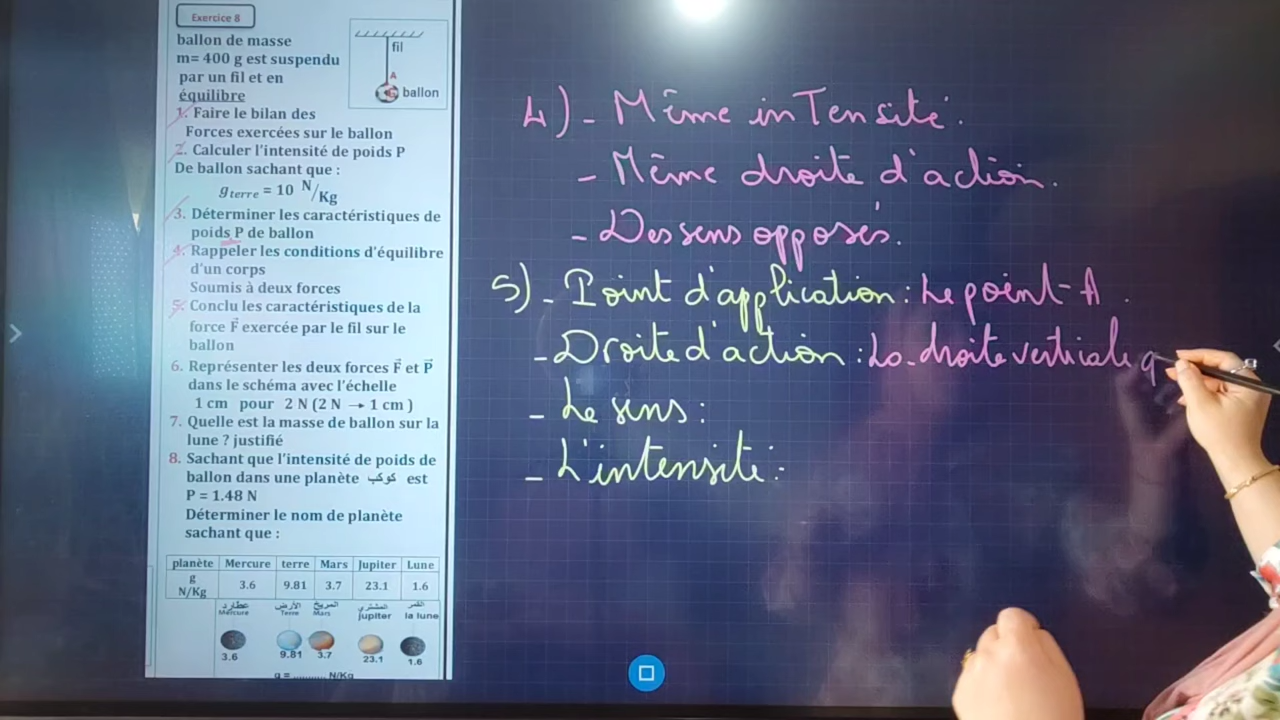 Exercice 8
ballon de masse
m= 400 g est suspendu
par un fil et en
équilibre
fil
A
G
ballon
1. Faire le bilan des
Forces exercées sur le ballon
2. Calculer l'intensité de poids P
De ballon sachant que :
g terre = 10 N/Kg
3. Déterminer les caractéristiques de
poids P de ballon
4. Rappeler les conditions d'équilibre
d'un corps
Soumis à deux forces
5. Conclu les caractéristiques de la
force F⃗ exercée par le fil sur le
ballon
6. Représenter les deux forces F⃗ et P⃗
dans le schéma avec l'échelle
1 cm pour 2 N (2 N → 1 cm )
7. Quelle est la masse de ballon sur la
lune ? justifié
8. Sachant que l'intensité de poids de
ballon dans une planète كوكب est
P = 1.48 N
Déterminer le nom de planète
sachant que :
planète Mercure terre Mars Jupiter Lune
g N/Kg 3.6 9.81 3.7 23.1 1.6
عطارد الأرض المريخ المشتري القمر
Mercure Terre Mars Jupiter la lune
3.6 9.81 3.7 23.1 1.6
g = ........... N/Kg
4) - Même intensité.
- Même droite d'action.
- Des sens opposés.
5) - Point d'application : Le point A.
- Droite d'action : La droite verticale q
- Le sens :
- L'intensité :